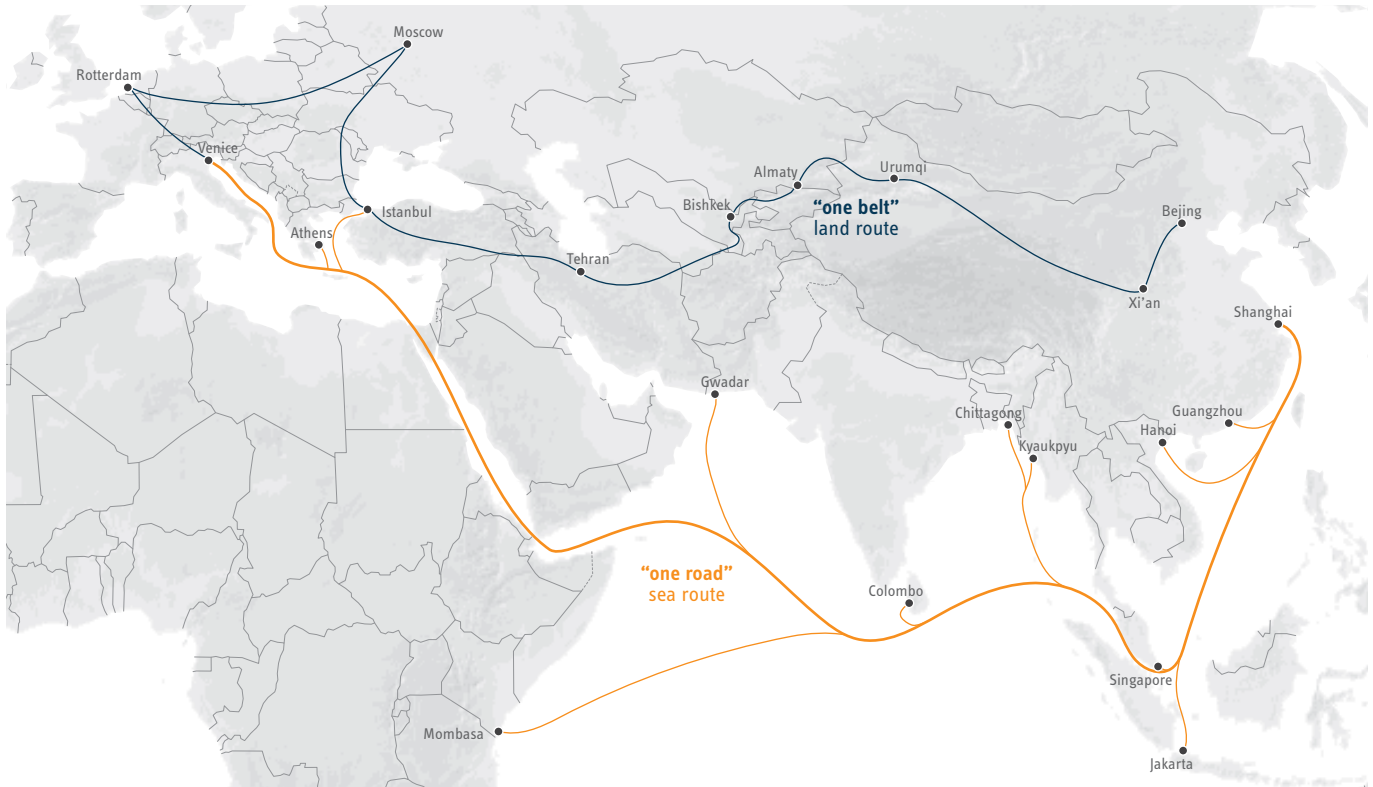 Moscow
Rotterdam
Venice
Almaty
Urumqi
Bishkek
"one belt"
land route
Istanbul
Bejing
Athens
Tehran
Xi'an
Shanghai
Gwadar
Chittagong
Guangzhou
Hanoi
Kyaukpyu
"one road"
sea route
Colombo
Singapore
Mombasa
Jakarta